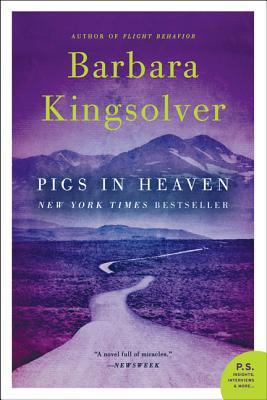 AUTHOR OF FLIGHT BEHAVIOR
Barbara
Kingsolver
PIGS IN HEAVEN
NEW YORK TIMES BESTSELLER
"A novel full of miracles."
—NEWSWEEK
P.S.
INSIGHTS,
INTERVIEWS
& MORE...